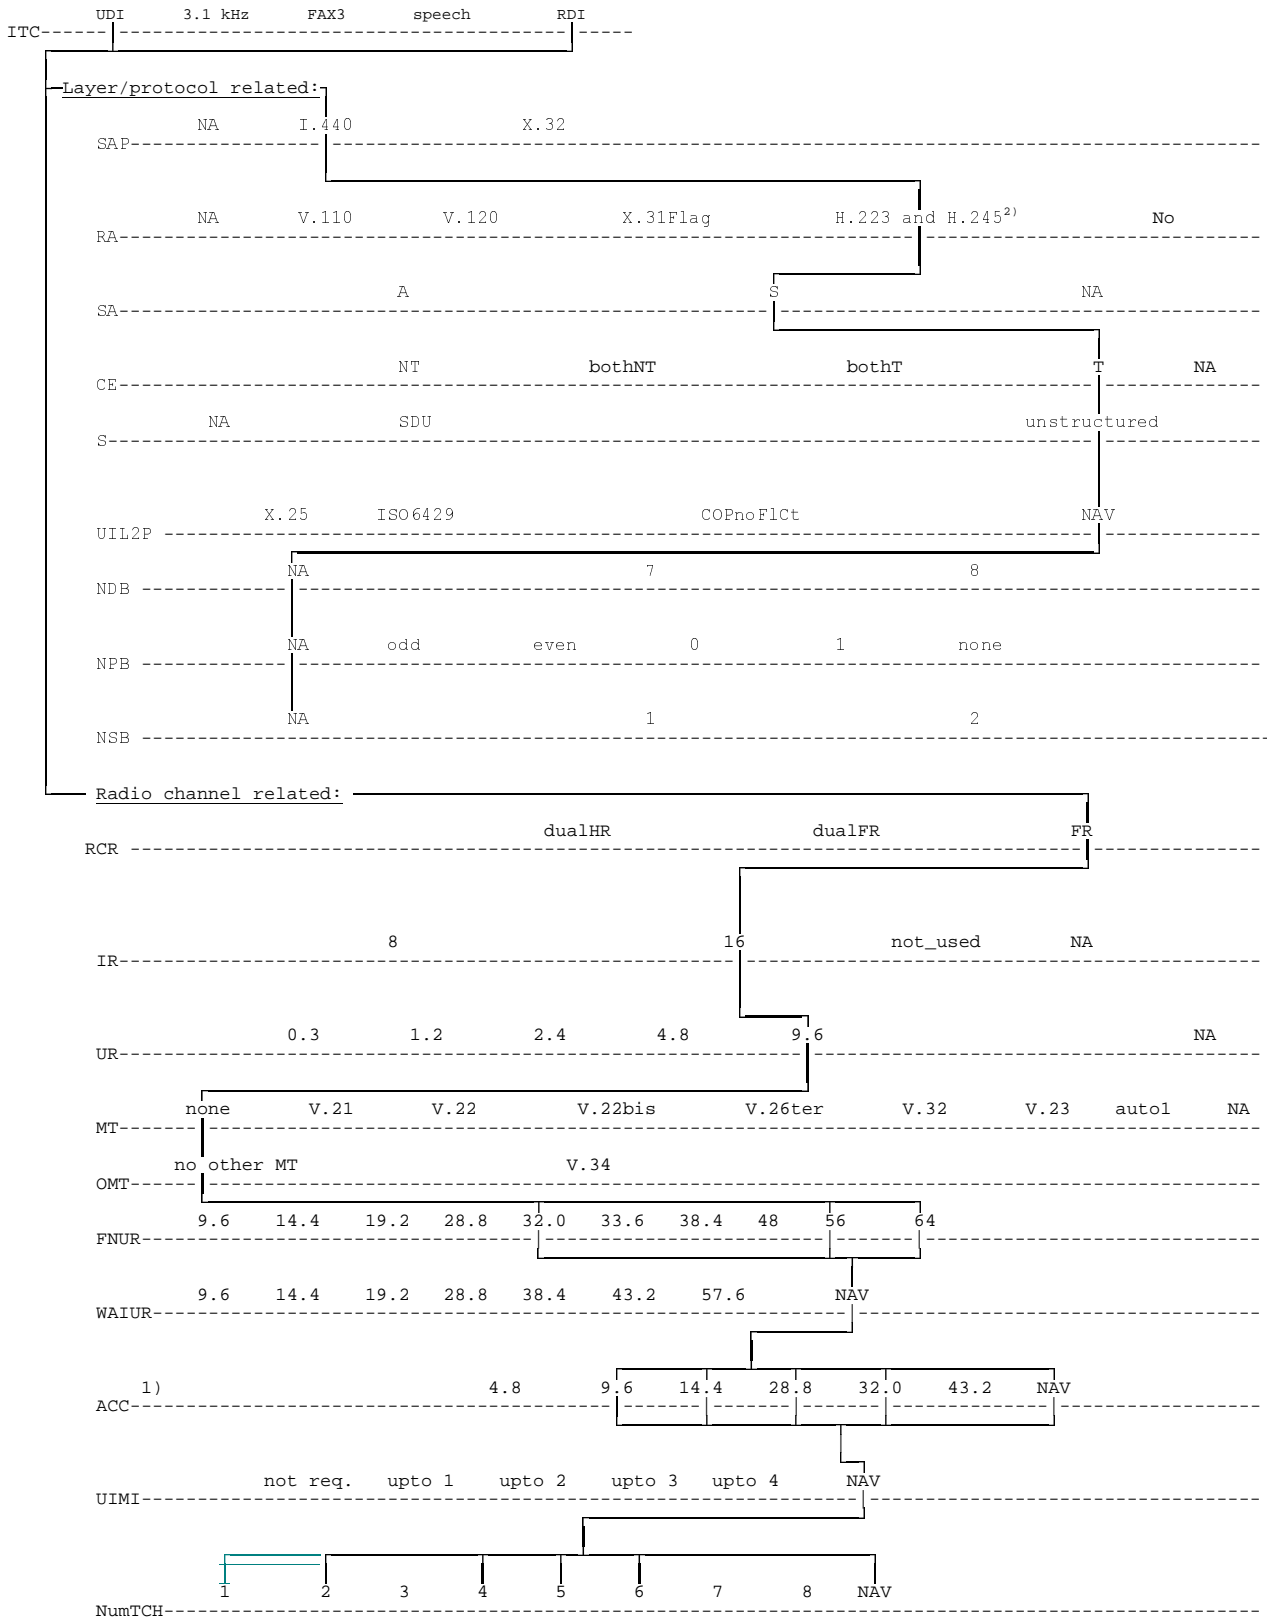 UDI 3.1 kHz FAX3 speech RDI
ITC
Layer/protocol related:
NA I.440 X.32
SAP
NA V.110 V.120 X.31Flag H.223 and H.245²⁾ No
RA
A S NA
SA
NT bothNT bothT T NA
CE
NA SDU unstructured
S
X.25 ISO6429 COPnoFlCt NAV
UIL2P
NA 7 8
NDB
NA odd even 0 1 none
NPB
NA 1 2
NSB
Radio channel related:
dualHR dualFR FR
RCR
8 16 not_used NA
IR
0.3 1.2 2.4 4.8 9.6 NA
UR
none V.21 V.22 V.22bis V.26ter V.32 V.23 auto1 NA
MT
no other MT V.34
OMT
9.6 14.4 19.2 28.8 32.0 33.6 38.4 48 56 64
FNUR
9.6 14.4 19.2 28.8 38.4 43.2 57.6 NAV
WAIUR
1) 4.8 9.6 14.4 28.8 32.0 43.2 NAV
ACC
not req. upto 1 upto 2 upto 3 upto 4 NAV
UIMI
1 2 3 4 5 6 7 8 NAV
NumTCH